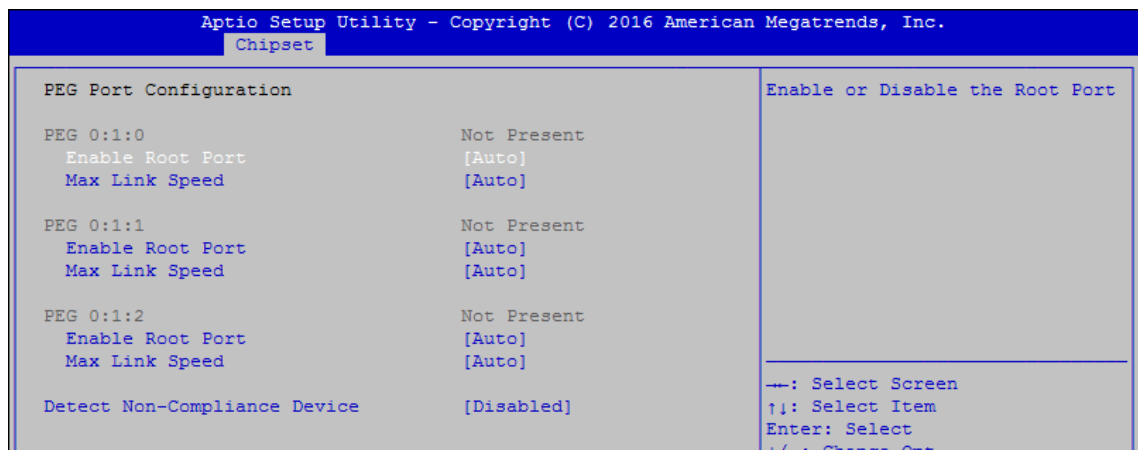 Aptio Setup Utility - Copyright (C) 2016 American Megatrends, Inc.
Chipset
PEG Port Configuration
Enable or Disable the Root Port
PEG 0:1:0 Not Present
Enable Root Port [Auto]
Max Link Speed [Auto]
PEG 0:1:1 Not Present
Enable Root Port [Auto]
Max Link Speed [Auto]
PEG 0:1:2 Not Present
Enable Root Port [Auto]
Max Link Speed [Auto]
Detect Non-Compliance Device [Disabled]
→←: Select Screen
↑↓: Select Item
Enter: Select
: Change Opt.